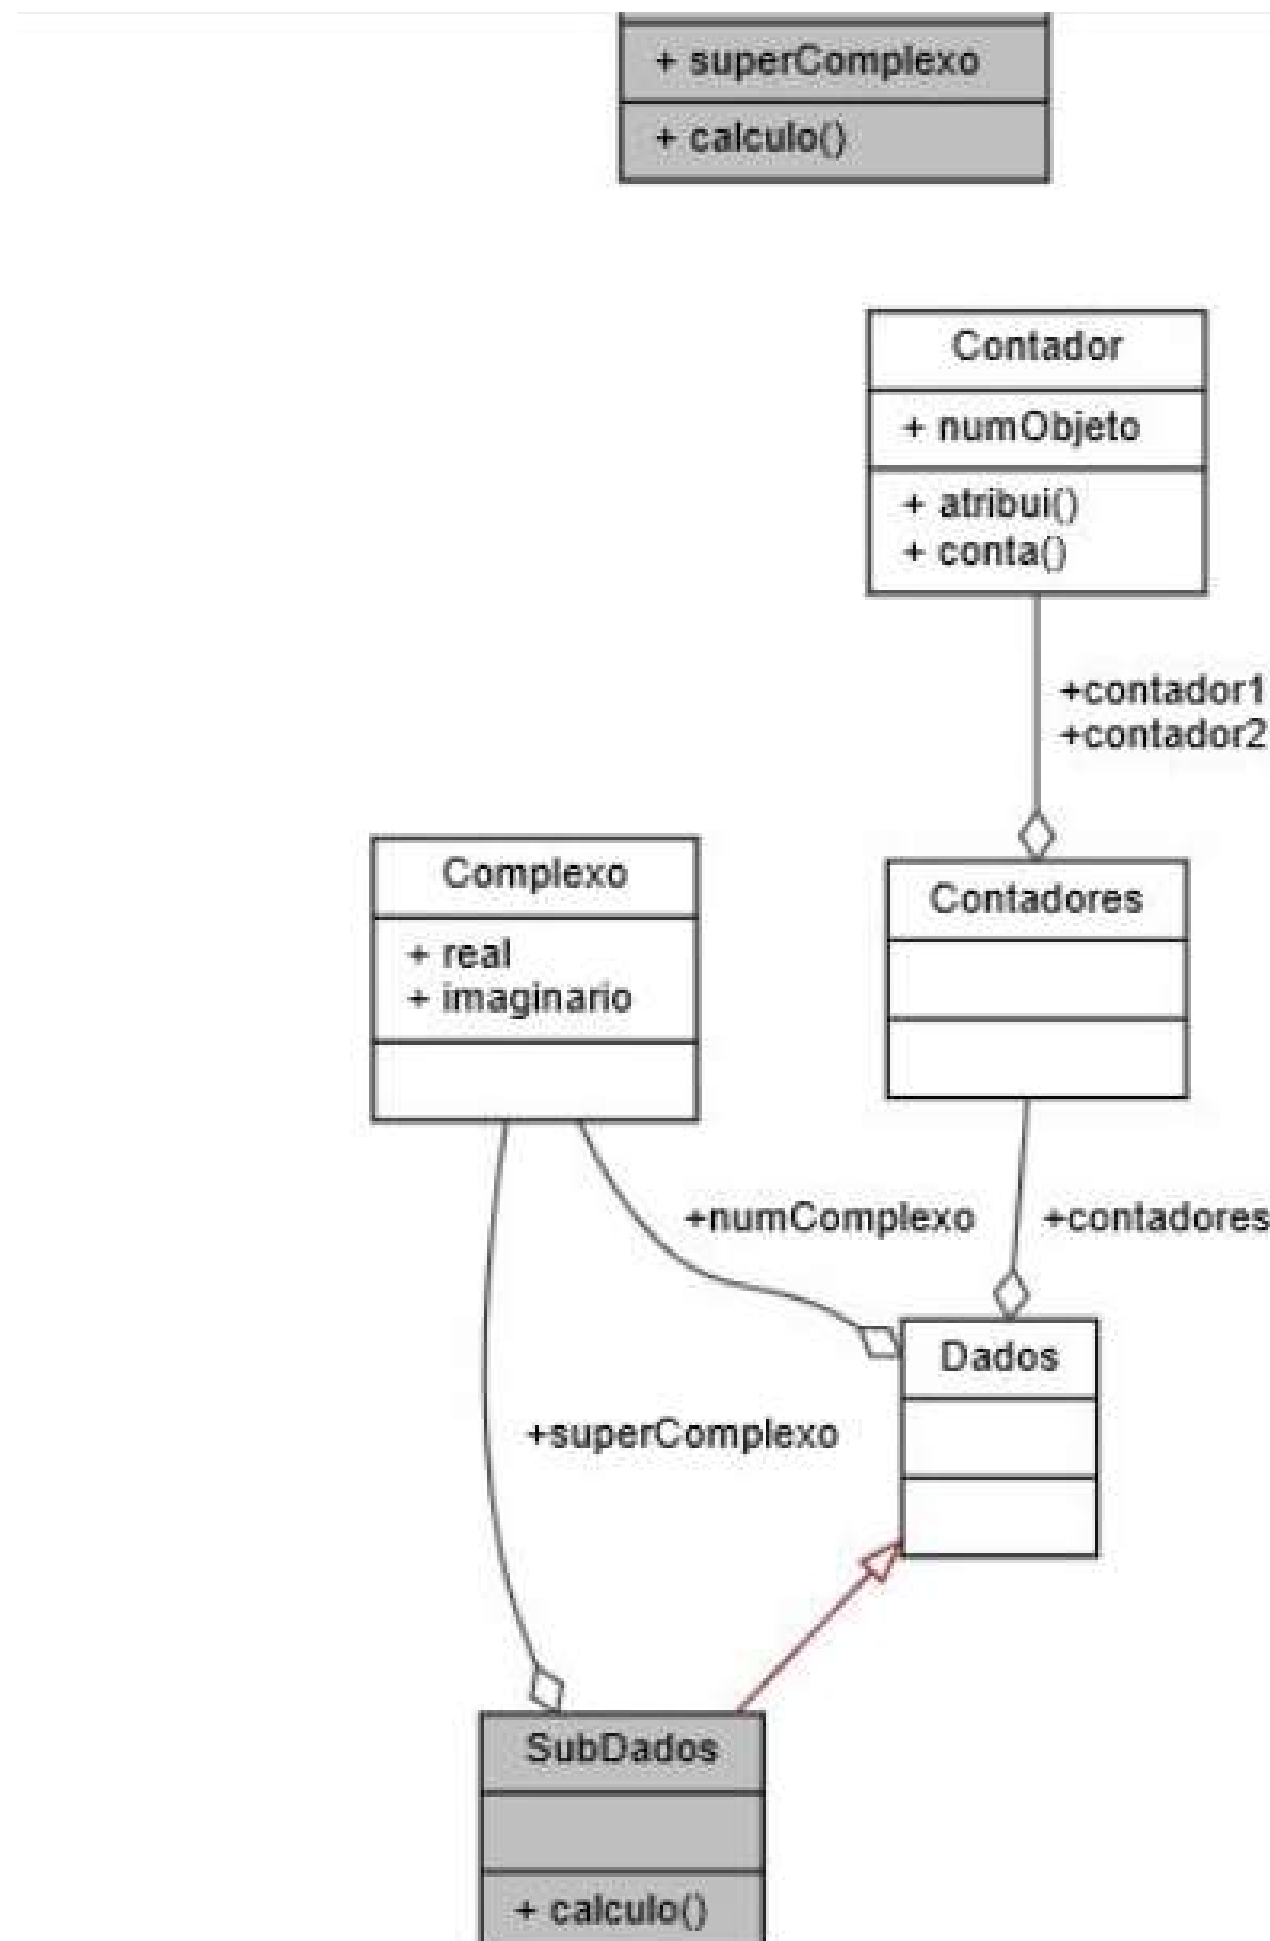 + superComplexo
+ calculo()
Contador
+ numObjeto
+ atribui()
+ conta()
+contador1
+contador2
Complexo
+ real
+ imaginario
Contadores
+numComplexo
+contadores
Dados
+superComplexo
SubDados
+ calculo()